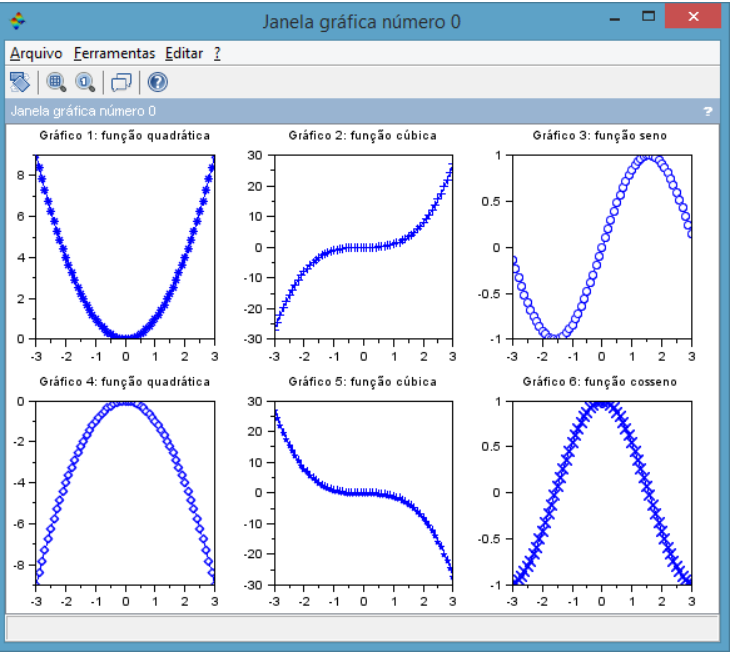 Janela gráfica número 0
Arquivo Ferramentas Editar ?
Janela gráfica número 0 ?
Gráfico 1: função quadrática
8
6
4
2
0
-3 -2 -1 0 1 2 3
Gráfico 2: função cúbica
30
20
10
0
-10
-20
-30
-3 -2 -1 0 1 2 3
Gráfico 3: função seno
1
0.5
0
-0.5
-1
-3 -2 -1 0 1 2 3
Gráfico 4: função quadrática
0
-2
-4
-6
-8
-3 -2 -1 0 1 2 3
Gráfico 5: função cúbica
30
20
10
0
-10
-20
-30
-3 -2 -1 0 1 2 3
Gráfico 6: função cosseno
1
0.5
0
-0.5
-1
-3 -2 -1 0 1 2 3